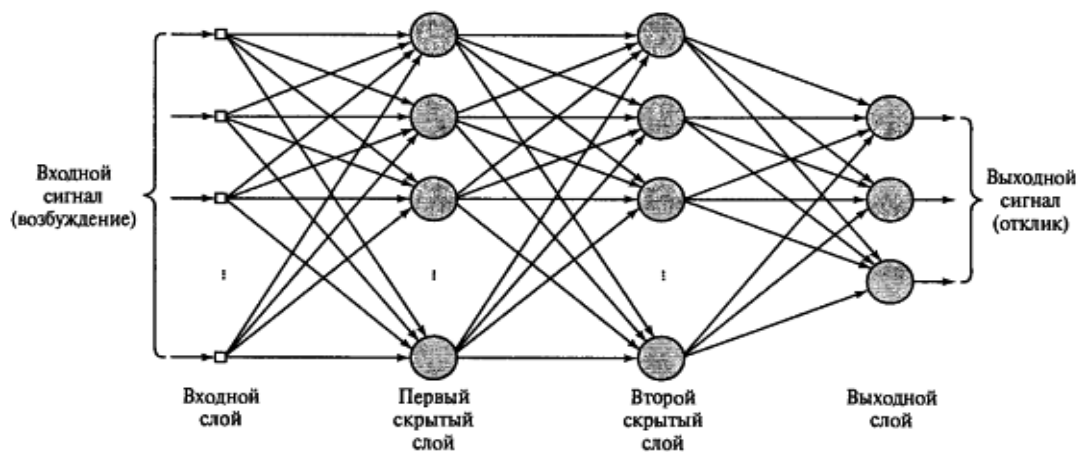 Входной
сигнал
(возбуждение)
Выходной
сигнал
(отклик)
Входной
слой
Первый
скрытый
слой
Второй
скрытый
слой
Выходной
слой